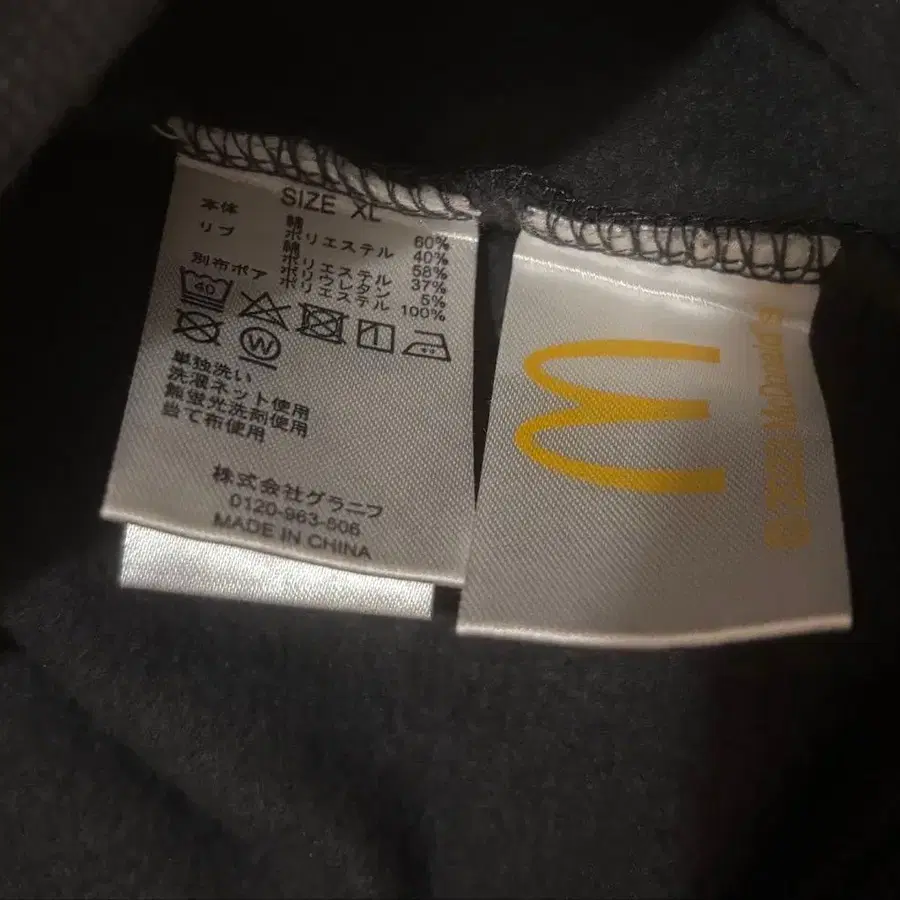 SIZE XL
本体 綿 60%
ポリエステル 40%
リブ 綿 58%
ポリエステル 37%
ポリウレタン 5%
別布ボア ポリエステル 100%
40
W
単独洗い
洗濯ネット使用
無蛍光洗剤使用
当て布使用
株式会社グラニフ
0120-963-506
MADE IN CHINA
McDonald's